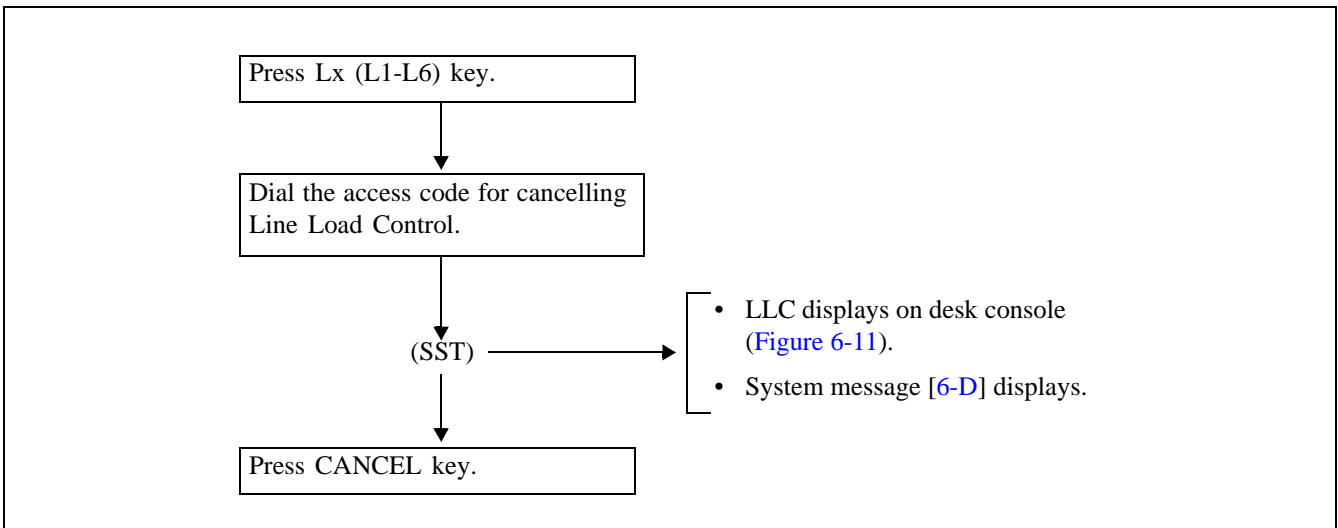 Press Lx (L1-L6) key.
Dial the access code for cancelling
Line Load Control.
(SST)
• LLC displays on desk console
(Figure 6-11).
• System message [6-D] displays.
Press CANCEL key.